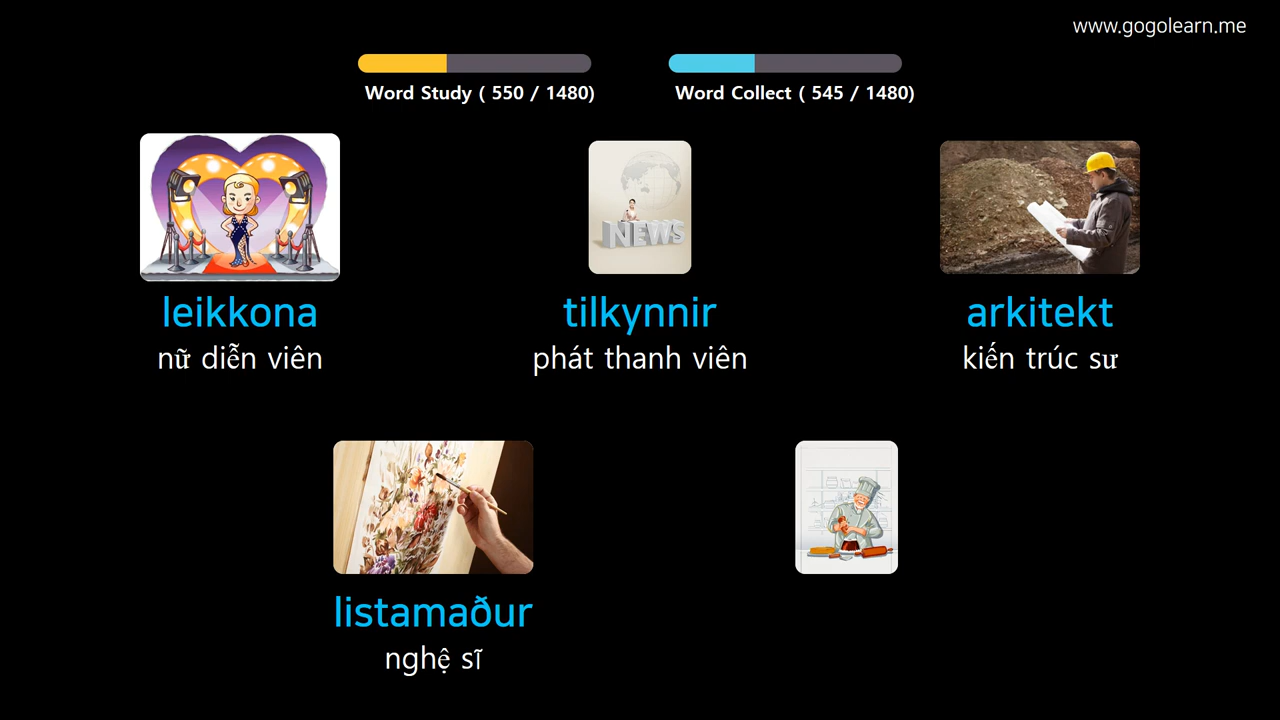 www.gogolearn.me
Word Study ( 550 / 1480)
Word Collect ( 545 / 1480)
NEWS
leikkona
nữ diễn viên
tilkynnir
phát thanh viên
arkitekt
kiến trúc sư
listamaður
nghệ sĩ